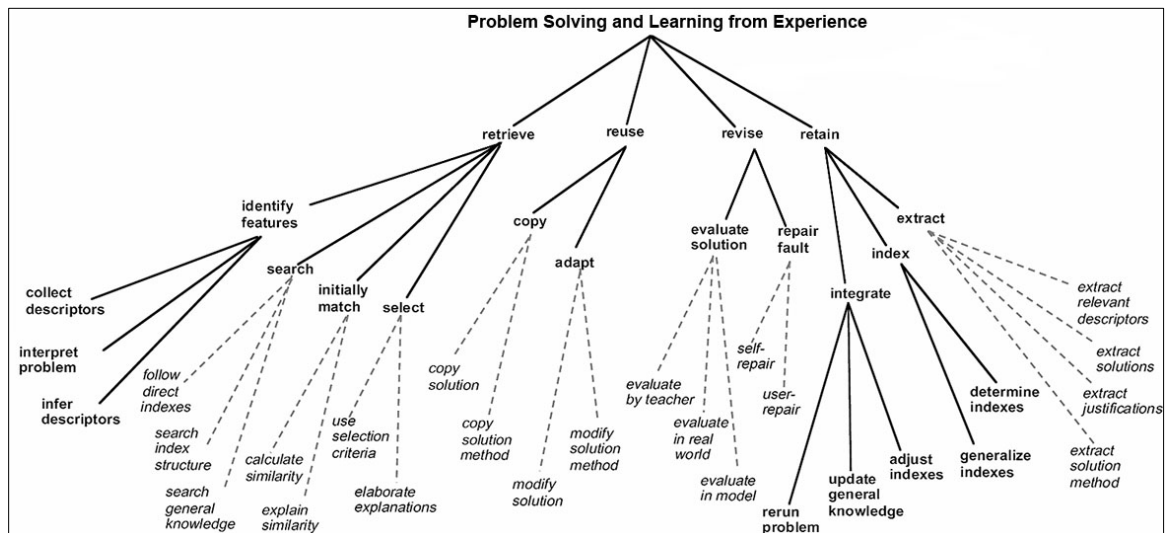 Problem Solving and Learning from Experience
retrieve
reuse
revise
retain
identify
features
search
initially
match
select
copy
adapt
evaluate
solution
repair
fault
integrate
index
extract
collect
descriptors
interpret
problem
infer
descriptors
follow
direct
indexes
search
index
structure
search
general
knowledge
calculate
similarity
explain
similarity
use
selection
criteria
elaborate
explanations
copy
solution
copy
solution
method
modify
solution
modify
solution
method
evaluate
by teacher
evaluate
in real
world
evaluate
in model
self-
repair
user-
repair
rerun
problem
update
general
knowledge
adjust
indexes
generalize
indexes
determine
indexes
extract
relevant
descriptors
extract
solutions
extract
justifications
extract
solution
method